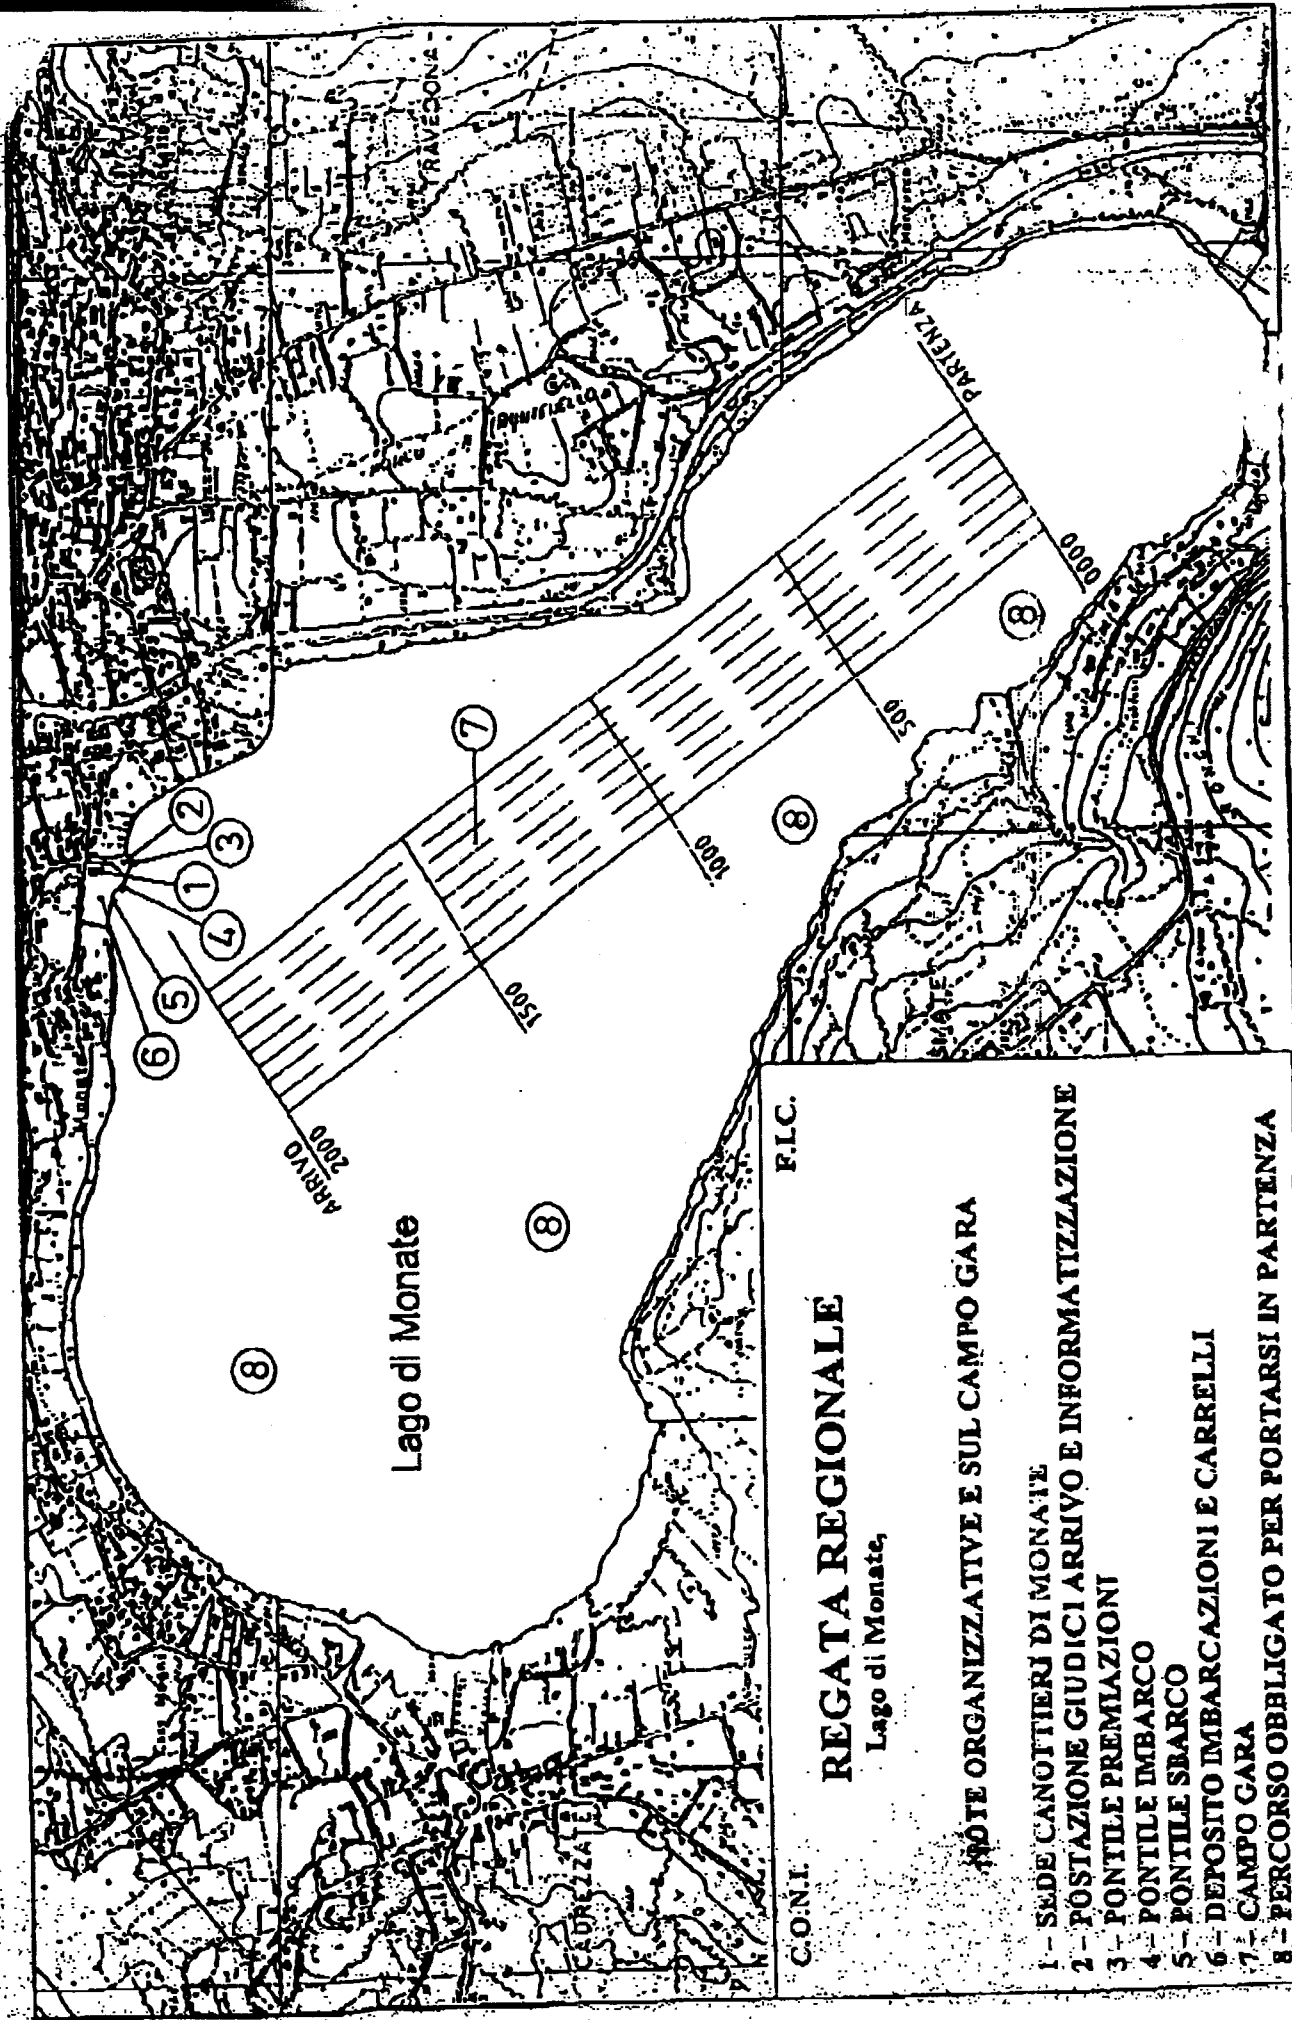 TRAVEDONA
PARTENZA
0000
500
1000
1500
2000
ARRIVO
7
2
3
1
4
5
6
8
8
8
8
Monate
Lago di Monate
CADREZZATE
C.O.N.I.
F.I.C.
REGATA REGIONALE
Lago di Monate,
NOTE ORGANIZZATIVE E SUL CAMPO GARA
1 - SEDE CANOTTIERI DI MONATE
2 - POSTAZIONE GIUDICI ARRIVO E INFORMATIZZAZIONE
3 - PONTILE PREMIAZIONI
4 - PONTILE IMBARCO
5 - PONTILE SBARCO
6 - DEPOSITO IMBARCAZIONI E CARRELLI
7 - CAMPO GARA
8 - PERCORSO OBBLIGATO PER PORTARSI IN PARTENZA